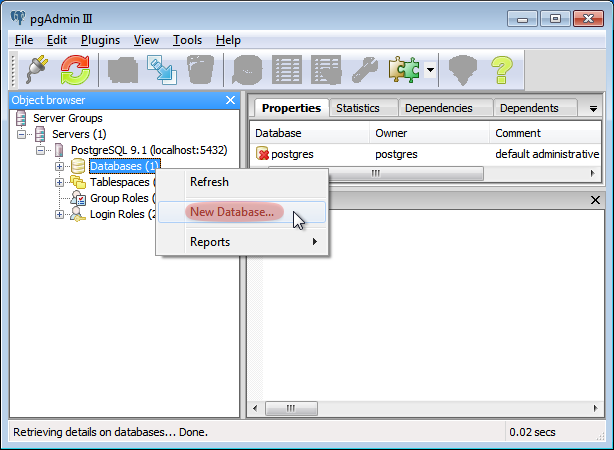 pgAdmin III
File Edit Plugins View Tools Help
Object browser
Server Groups
Servers (1)
PostgreSQL 9.1 (localhost:5432)
Databases (1)
Tablespaces (
Group Roles
Login Roles (2
Refresh
New Database...
Reports
Properties Statistics Dependencies Dependents
Database Owner Comment
postgres postgres default administrative
Retrieving details on databases... Done. 0.02 secs